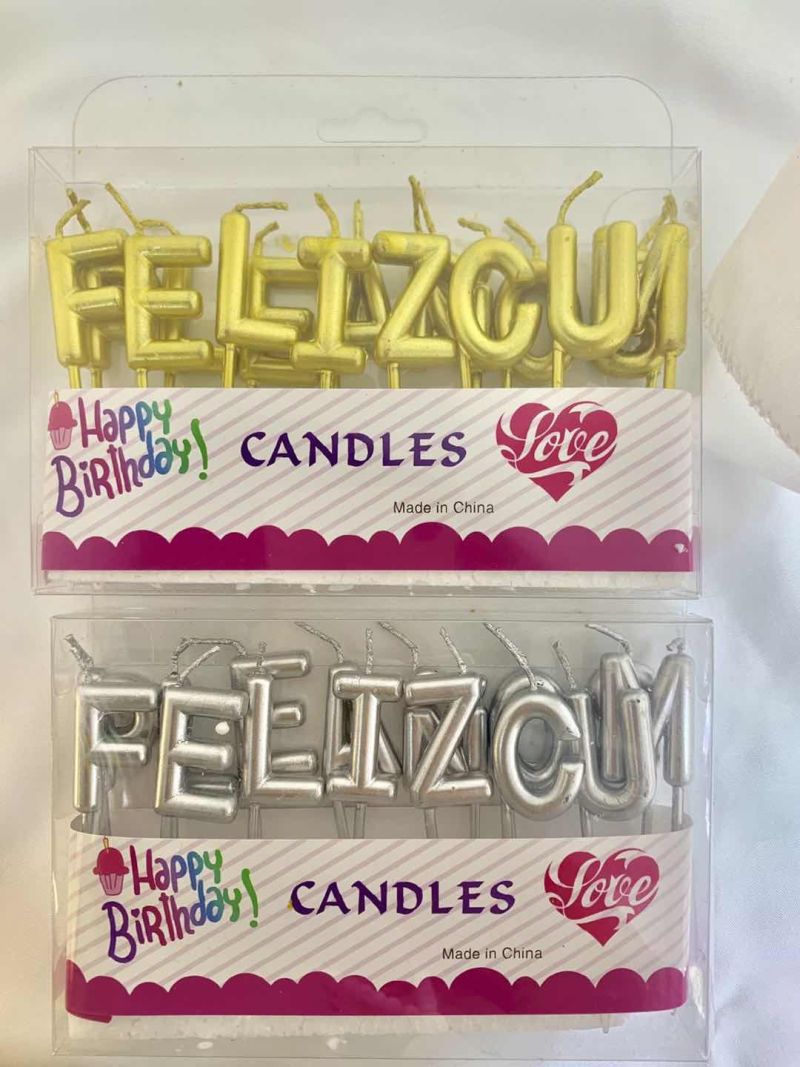 FELIZCUM
Happy
Birthday!
CANDLES
Love
Made in China
FELIZCUM
Happy
Birthday!
CANDLES
Love
Made in China